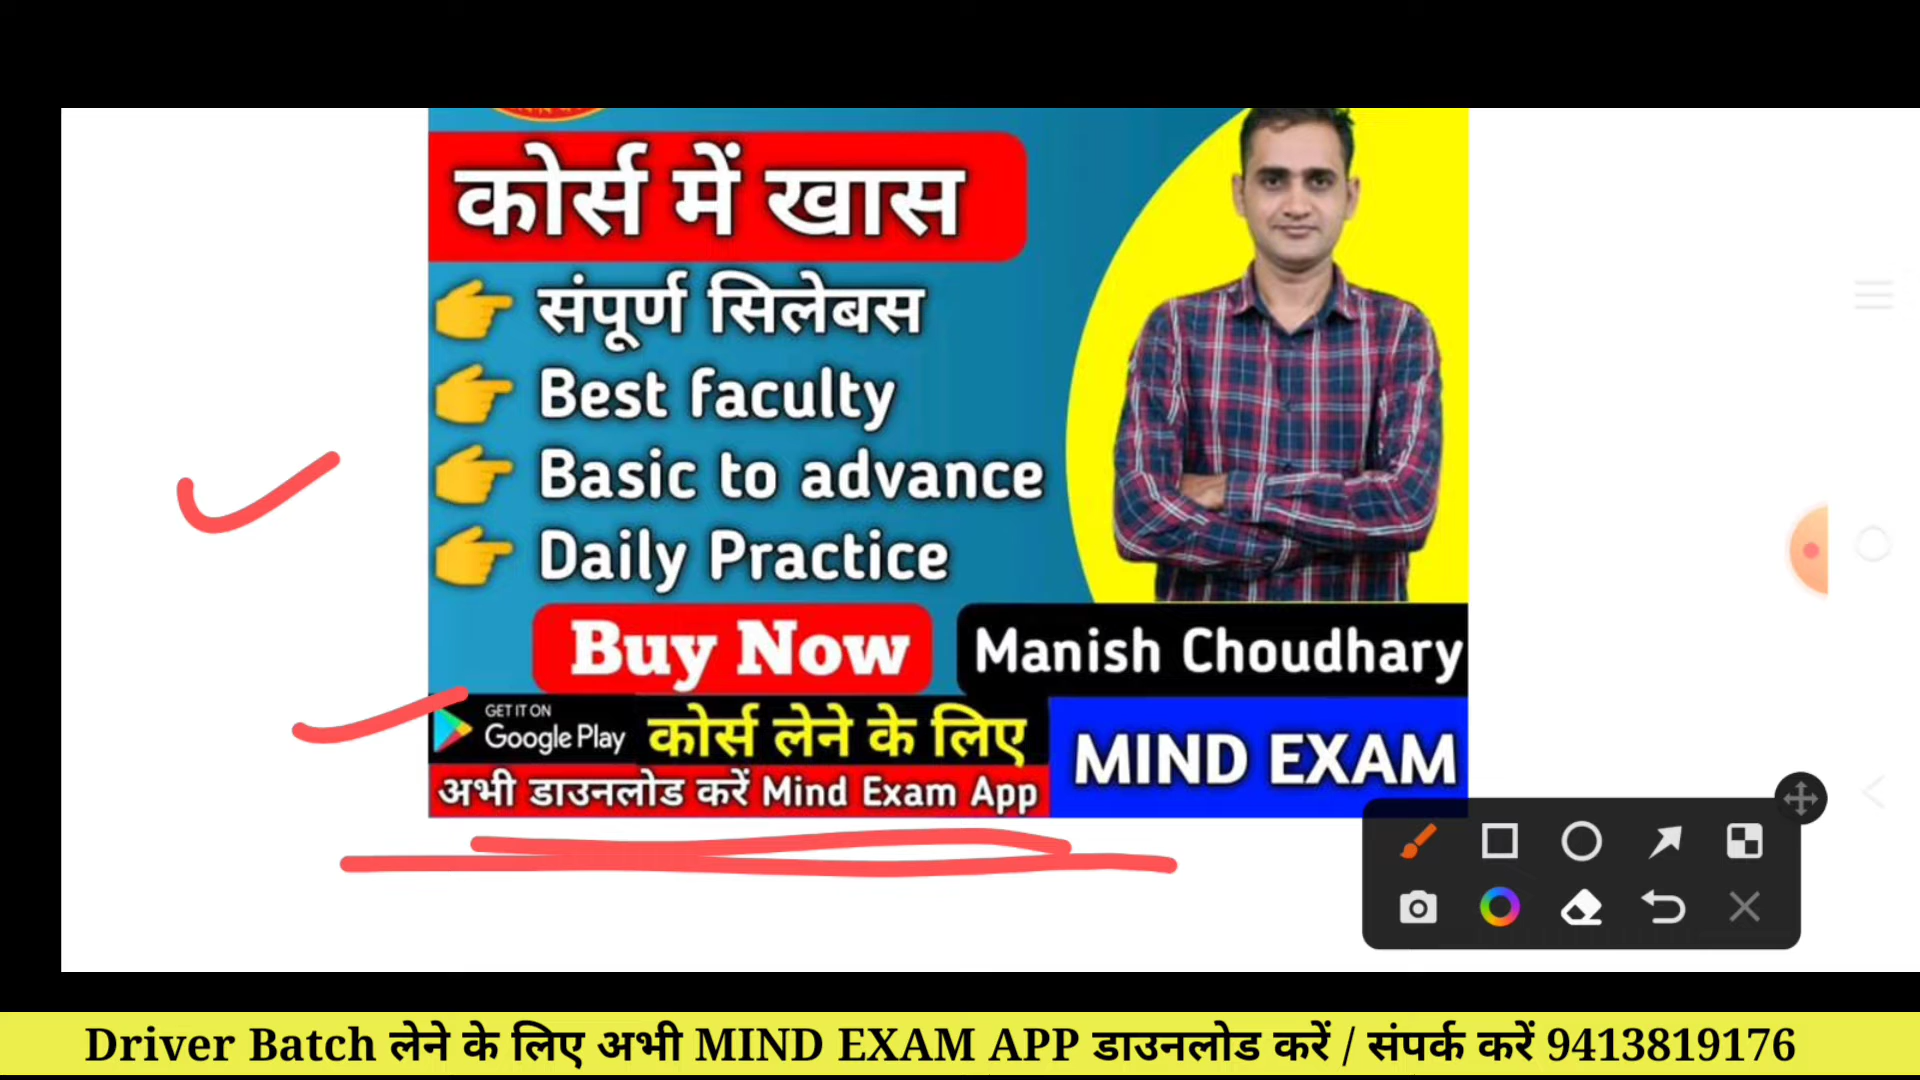 कोर्स में खास
👉 संपूर्ण सिलेबस
👉 Best faculty
👉 Basic to advance
👉 Daily Practice
Buy Now
Manish Choudhary
GET IT ON
Google Play
कोर्स लेने के लिए
अभी डाउनलोड करें Mind Exam App
MIND EXAM
Driver Batch लेने के लिए अभी MIND EXAM APP डाउनलोड करें / संपर्क करें 9413819176